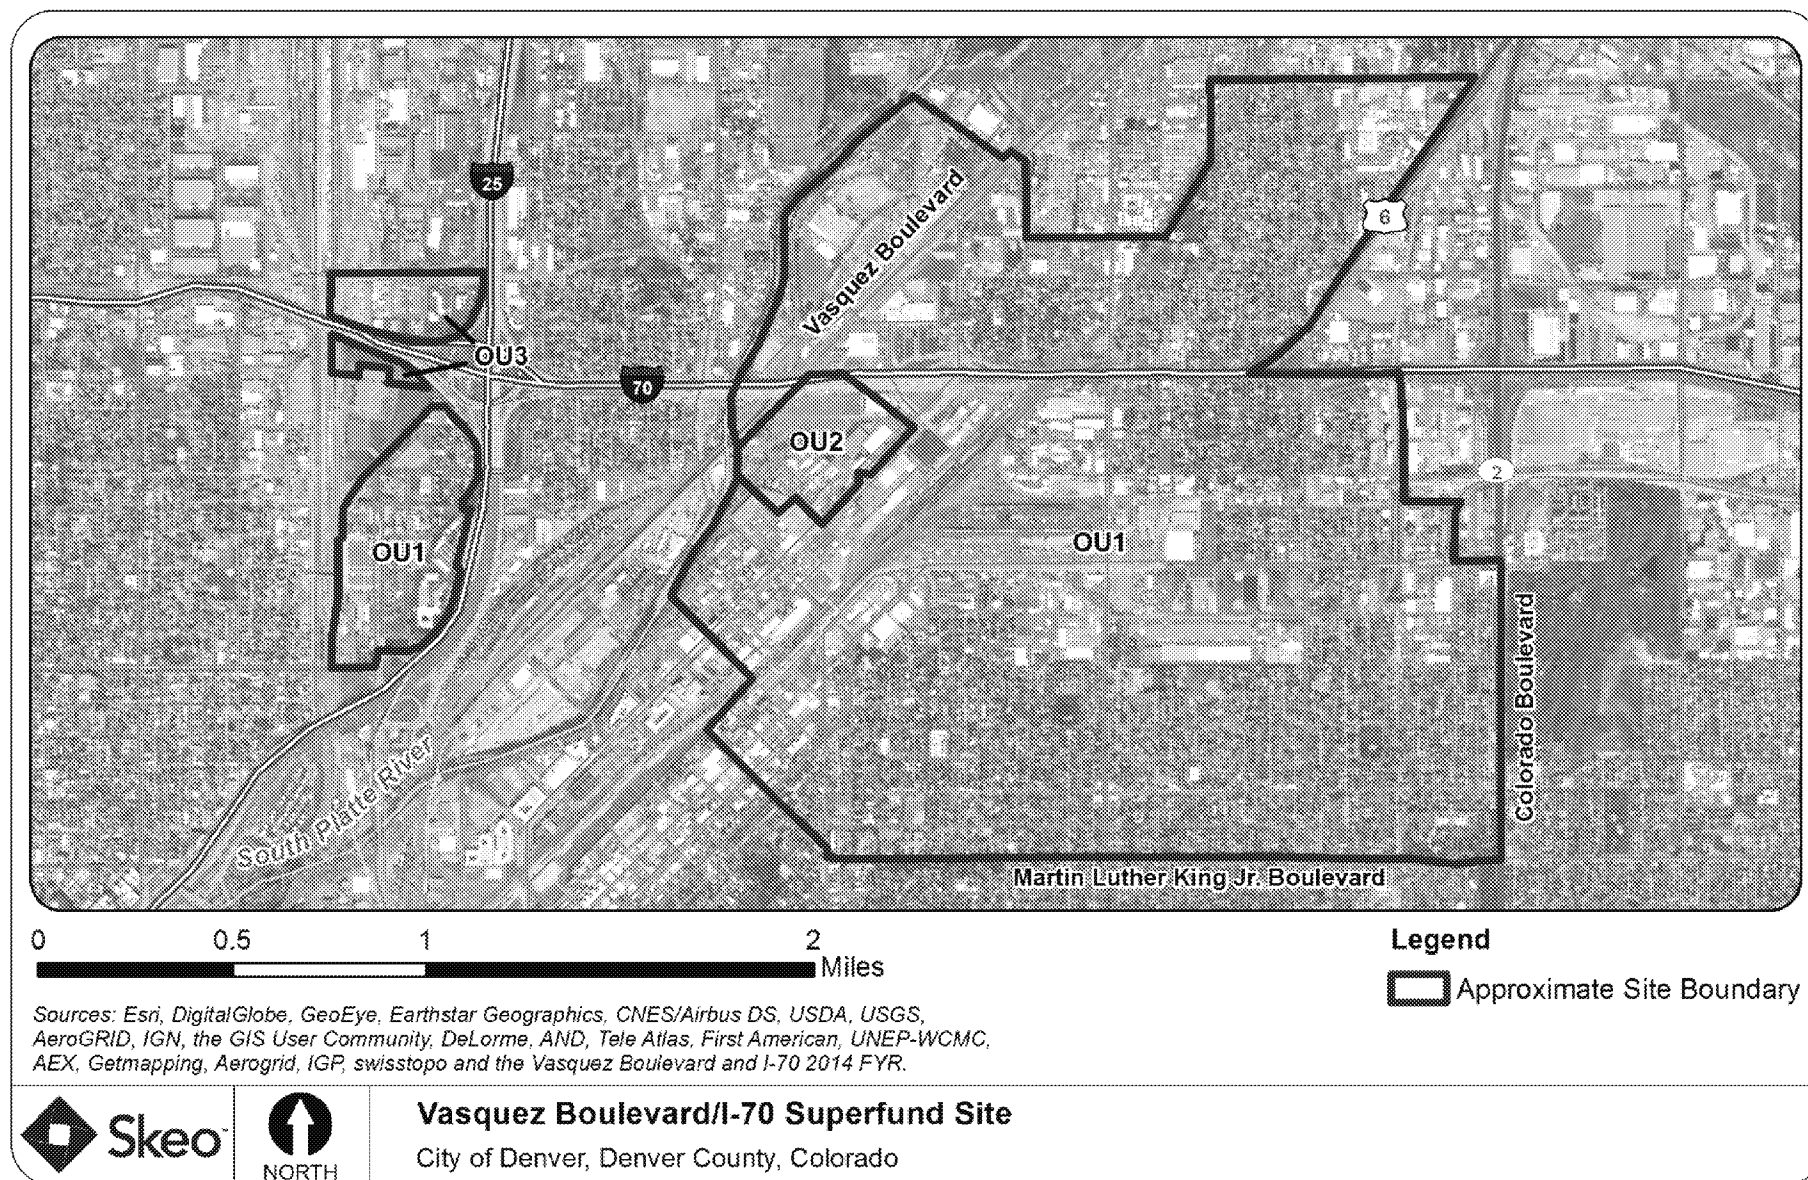 25
Vasquez Boulevard
6
OU3
70
OU2
2
OU1
OU1
Colorado Boulevard
South Platte River
Martin Luther King Jr. Boulevard
0 0.5 1 2
Miles
Legend
Approximate Site Boundary
Sources: Esri, DigitalGlobe, GeoEye, Earthstar Geographics, CNES/Airbus DS, USDA, USGS,
AeroGRID, IGN, the GIS User Community, DeLorme, AND, Tele Atlas, First American, UNEP-WCMC,
AEX, Getmapping, Aerogrid, IGP, swisstopo and the Vasquez Boulevard and I-70 2014 FYR.
Skeo
NORTH
Vasquez Boulevard/I-70 Superfund Site
City of Denver, Denver County, Colorado